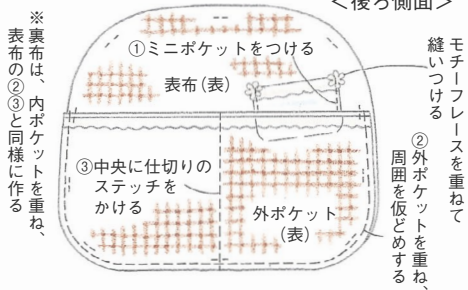 ＜後ろ側面＞
①ミニポケットをつける
表布(表)
モチーフレースを重ねて
縫いつける
②外ポケットを重ね、
周囲を仮どめする
③中央に仕切りの
ステッチを
かける
外ポケット
(表)
※裏布は、内ポケットを重ね、
表布の②③と同様に作る